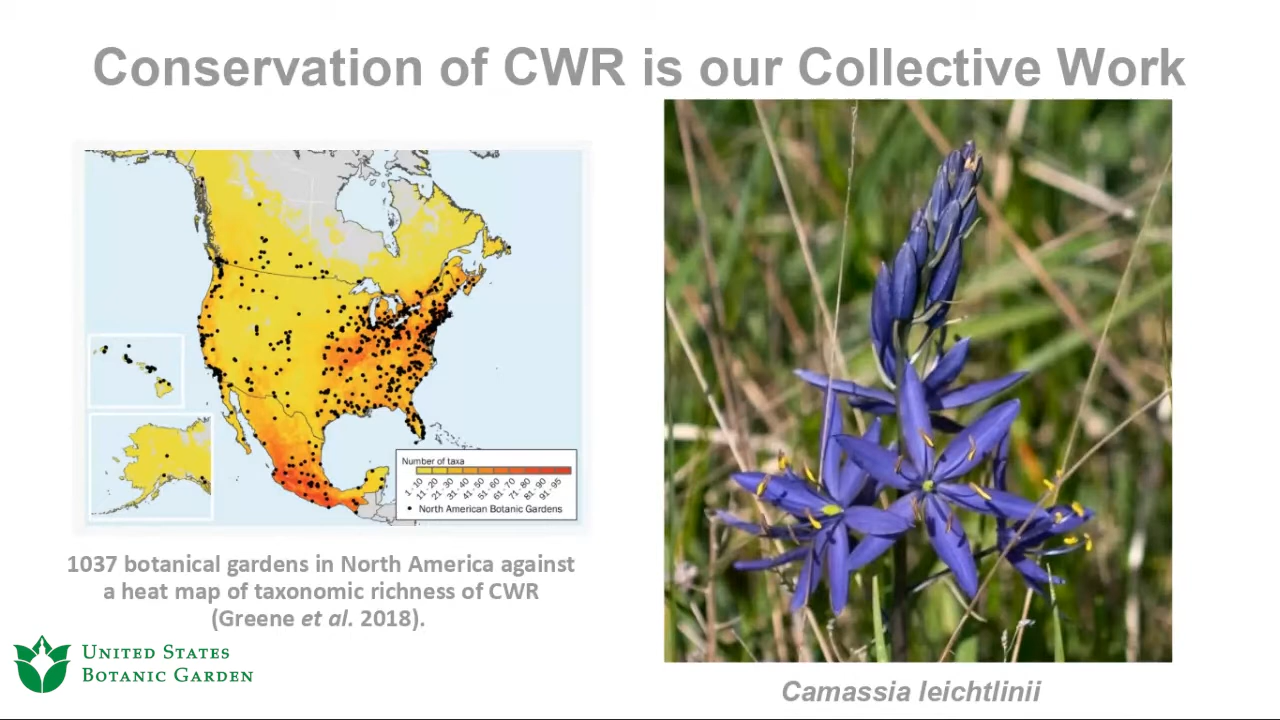 Conservation of CWR is our Collective Work
Number of taxa
1-10
11-20
21-30
31-40
41-50
51-60
61-70
71-80
81-90
91-95
North American Botanic Gardens
1037 botanical gardens in North America against
a heat map of taxonomic richness of CWR
(Greene et al. 2018).
UNITED STATES
BOTANIC GARDEN
Camassia leichtlinii